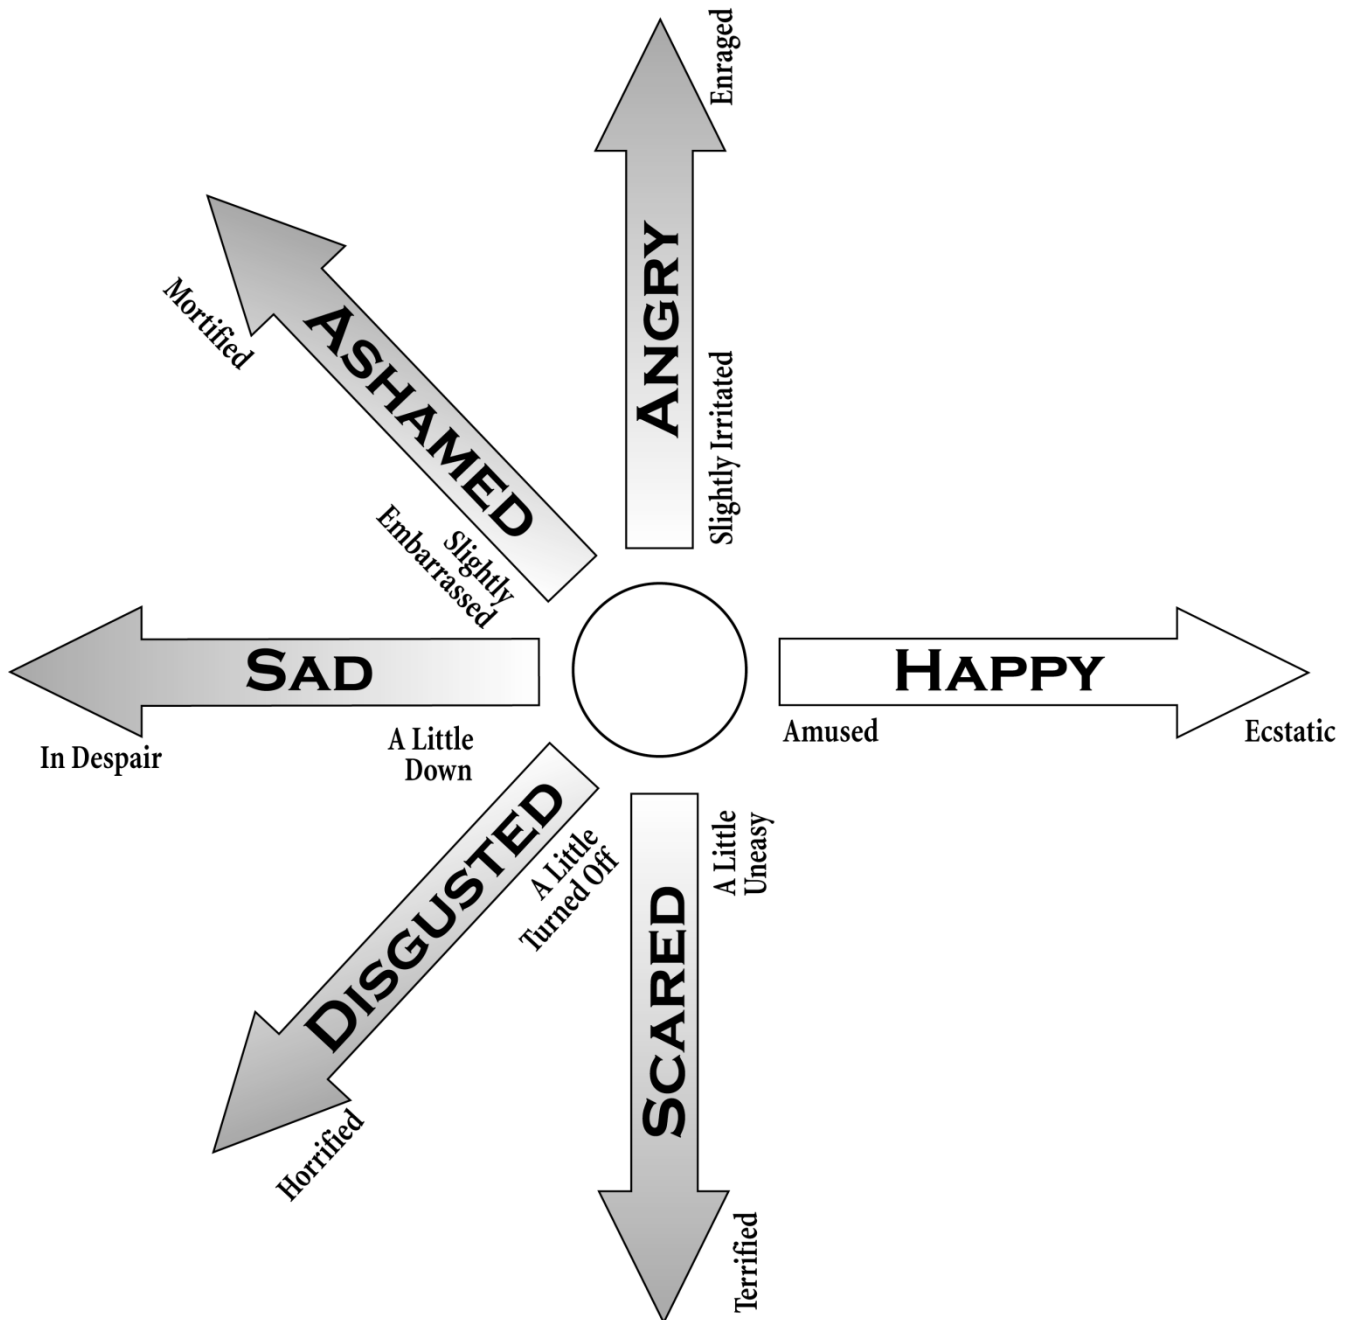 Enraged
Angry
Slightly Irritated
Mortified
Ashamed
Slightly
Embarrassed
Sad
In Despair
A Little
Down
Happy
Amused
Ecstatic
Disgusted
A Little
Turned Off
Horrified
A Little
Uneasy
Scared
Terrified